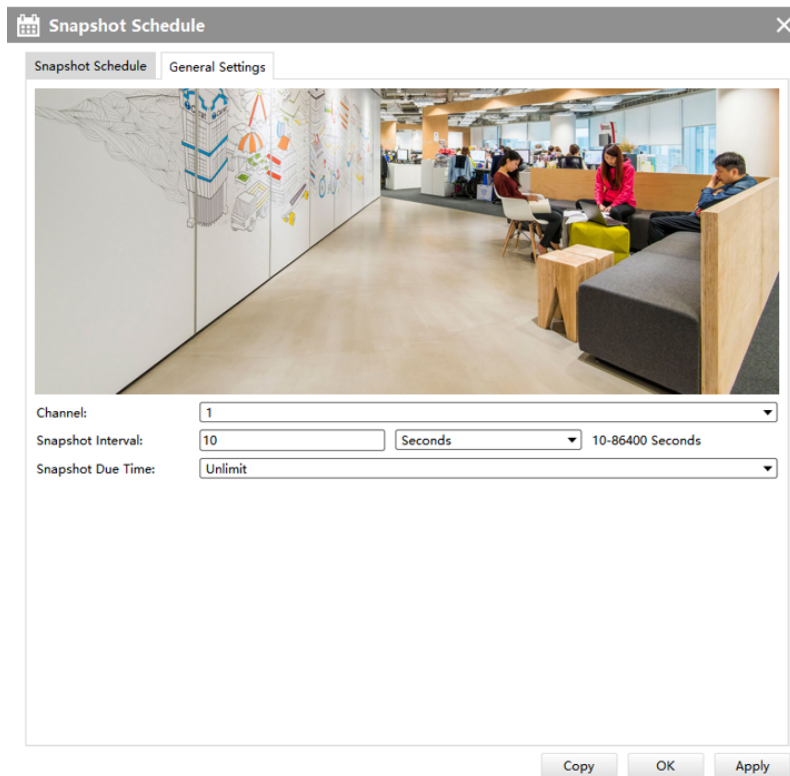 Snapshot Schedule
Snapshot Schedule General Settings
Channel: 1
Snapshot Interval: 10 Seconds 10-86400 Seconds
Snapshot Due Time: Unlimit
Copy OK Apply